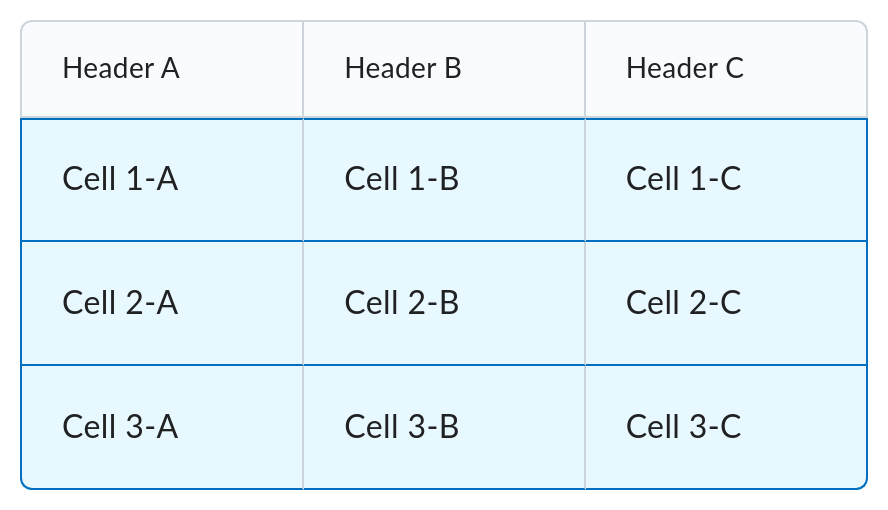 Header A Header B Header C
Cell 1-A Cell 1-B Cell 1-C
Cell 2-A Cell 2-B Cell 2-C
Cell 3-A Cell 3-B Cell 3-C